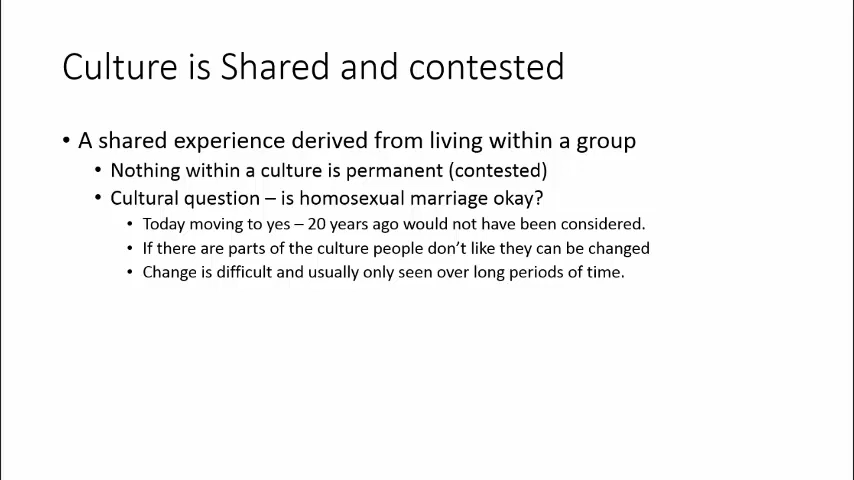 Culture is Shared and contested
• A shared experience derived from living within a group
• Nothing within a culture is permanent (contested)
• Cultural question – is homosexual marriage okay?
• Today moving to yes – 20 years ago would not have been considered.
• If there are parts of the culture people don’t like they can be changed
• Change is difficult and usually only seen over long periods of time.